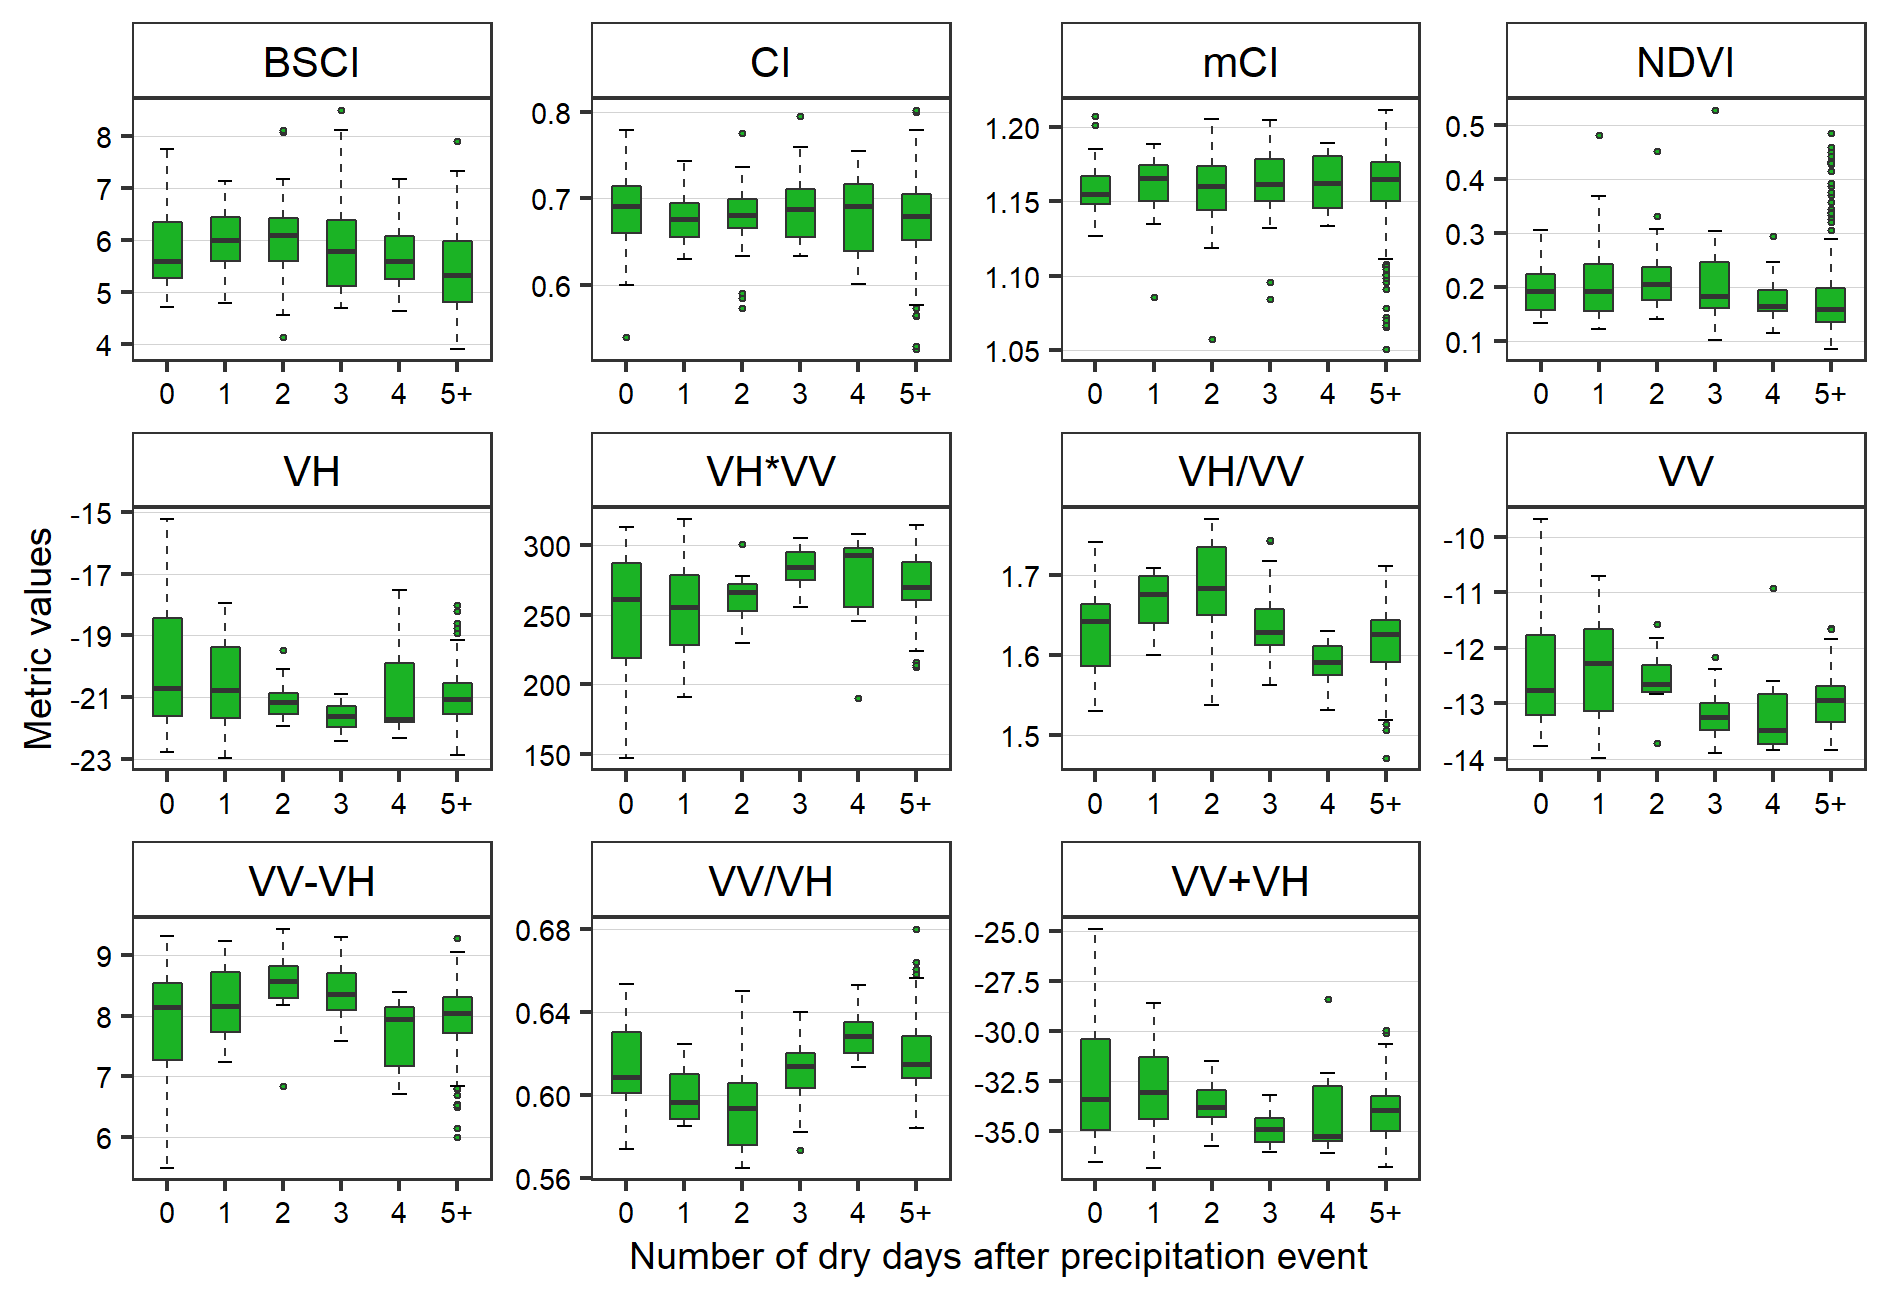 BSCI CI mCI NDVI
8
7
6
5
4
0 1 2 3 4 5+
0.8
0.7
0.6
0 1 2 3 4 5+
1.20
1.15
1.10
1.05
0 1 2 3 4 5+
0.5
0.4
0.3
0.2
0.1
0 1 2 3 4 5+
Metric values
VH VH*VV VH/VV VV
-15
-17
-19
-21
-23
0 1 2 3 4 5+
300
250
200
150
0 1 2 3 4 5+
1.7
1.6
1.5
0 1 2 3 4 5+
-10
-11
-12
-13
-14
0 1 2 3 4 5+
VV-VH VV/VH VV+VH
9
8
7
6
0 1 2 3 4 5+
0.68
0.64
0.60
0.56
0 1 2 3 4 5+
-25.0
-27.5
-30.0
-32.5
-35.0
0 1 2 3 4 5+
Number of dry days after precipitation event